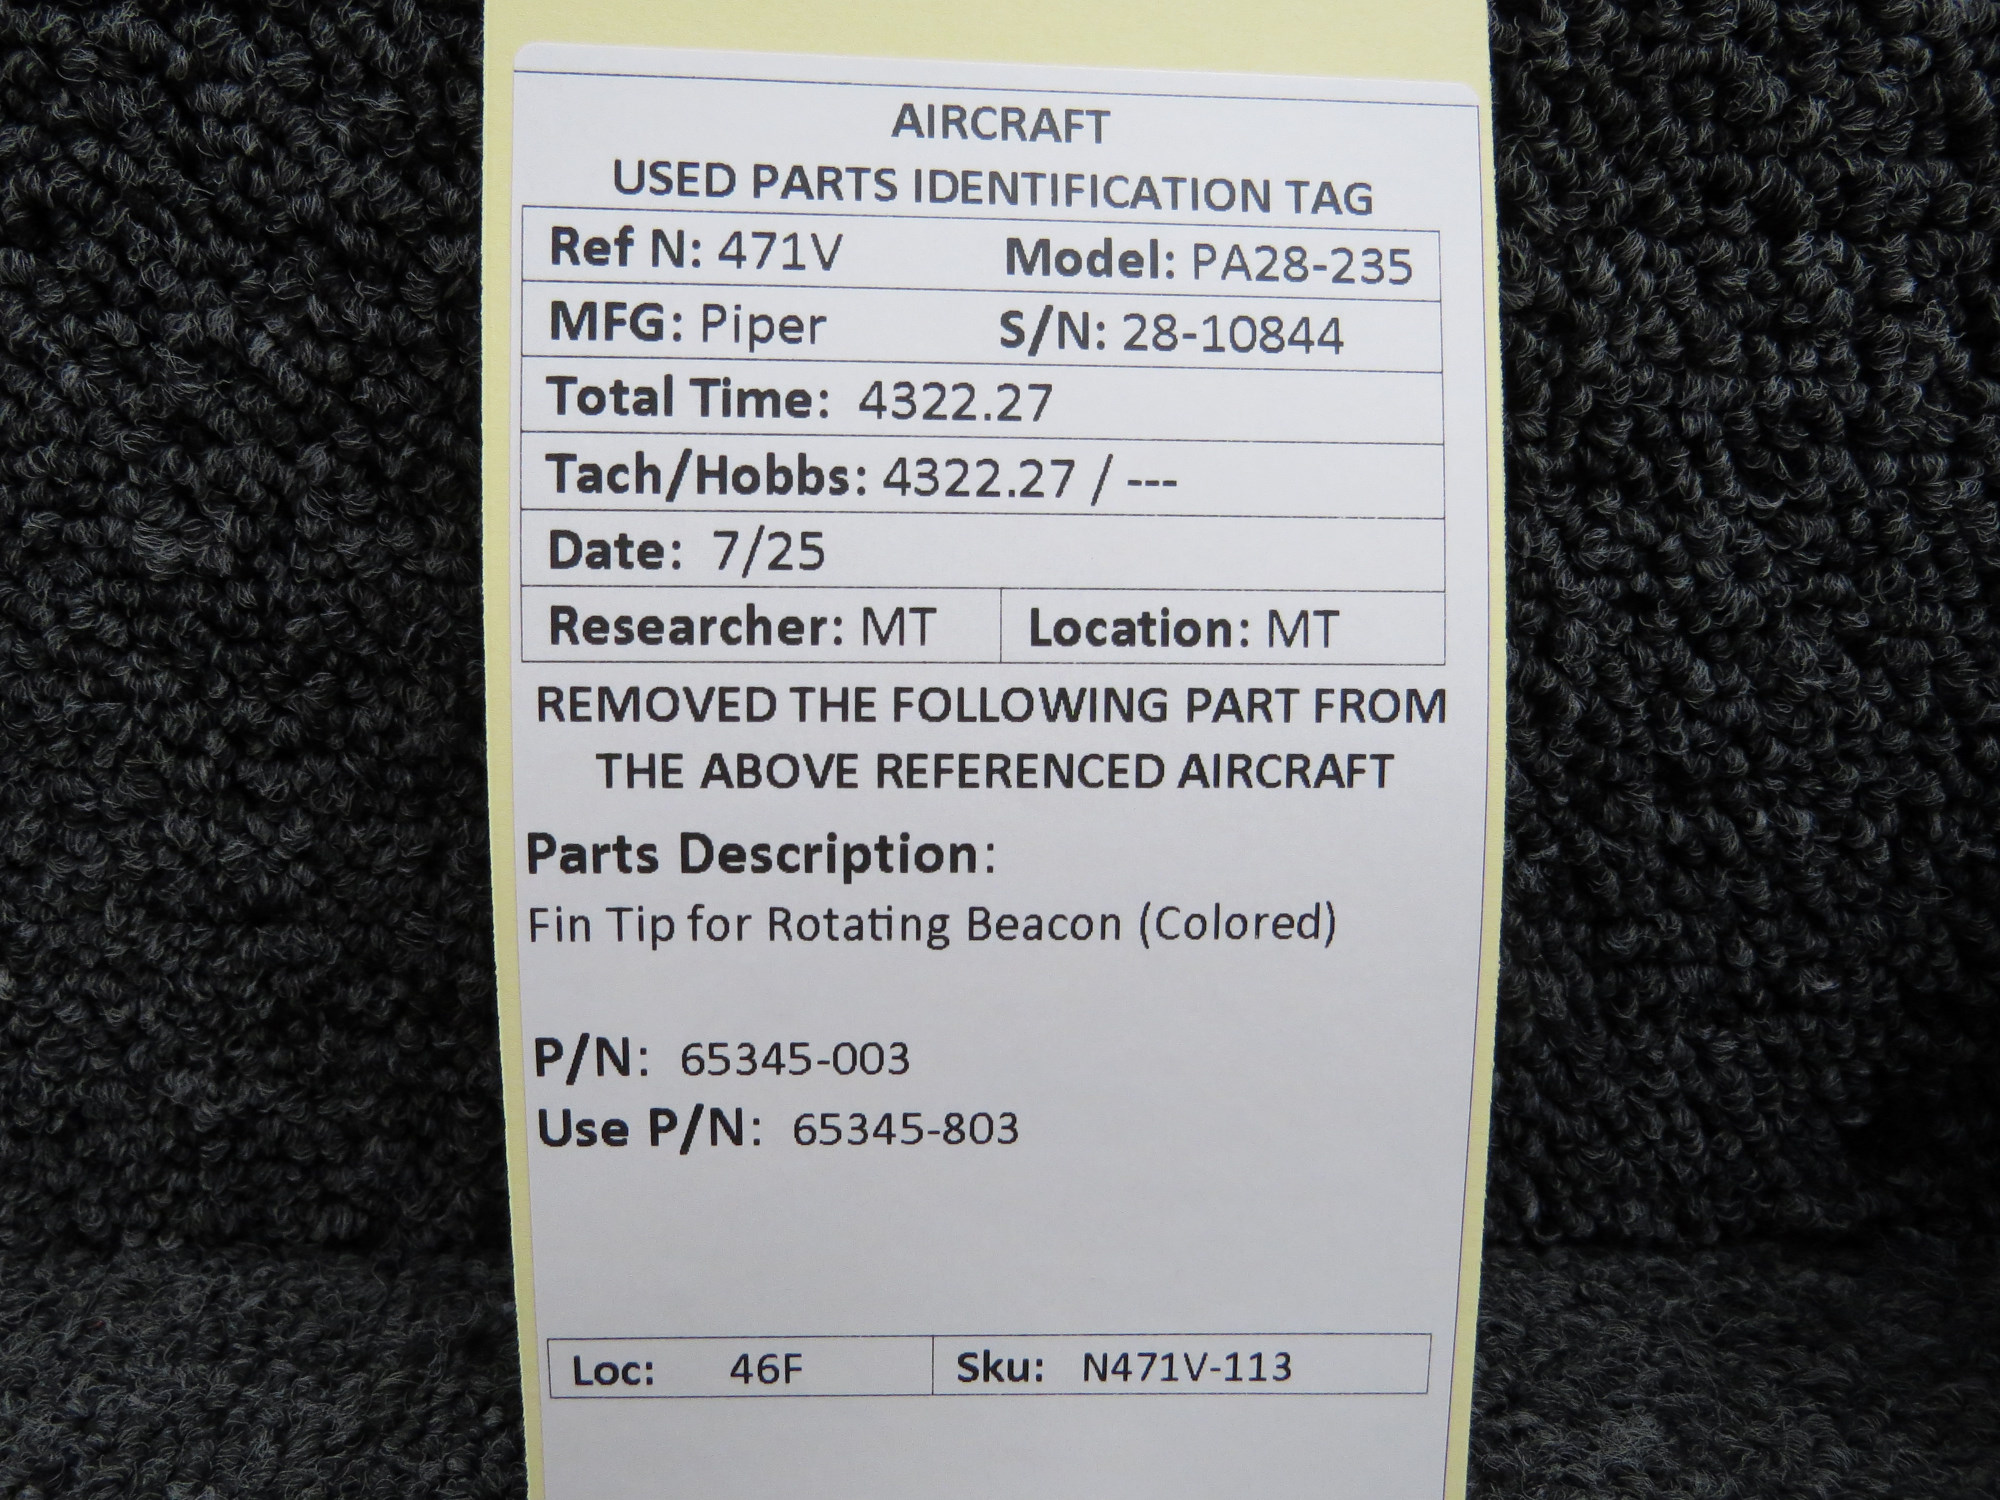 AIRCRAFT
USED PARTS IDENTIFICATION TAG
Ref N: 471V Model: PA28-235
MFG: Piper S/N: 28-10844
Total Time: 4322.27
Tach/Hobbs: 4322.27 / ---
Date: 7/25
Researcher: MT Location: MT
REMOVED THE FOLLOWING PART FROM
THE ABOVE REFERENCED AIRCRAFT
Parts Description:
Fin Tip for Rotating Beacon (Colored)
P/N: 65345-003
Use P/N: 65345-803
Loc: 46F Sku: N471V-113